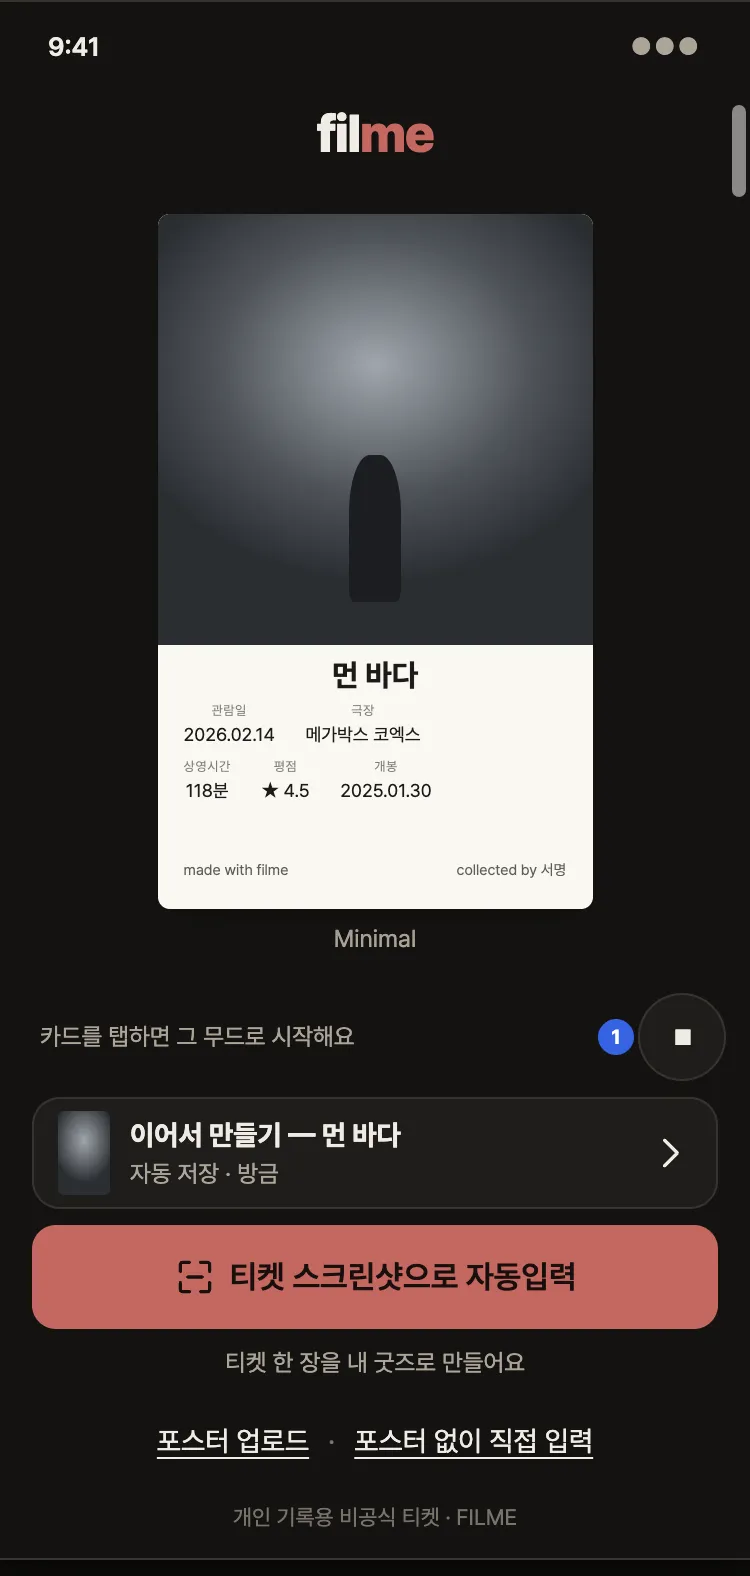 9:41
filme
먼 바다
관람일 극장
2026.02.14 메가박스 코엑스
상영시간 평점 개봉
118분 ★ 4.5 2025.01.30
made with filme collected by 서명
Minimal
카드를 탭하면 그 무드로 시작해요 1
이어서 만들기 — 먼 바다
자동 저장 · 방금
티켓 스크린샷으로 자동입력
티켓 한 장을 내 굿즈로 만들어요
포스터 업로드 · 포스터 없이 직접 입력
개인 기록용 비공식 티켓 · FILME